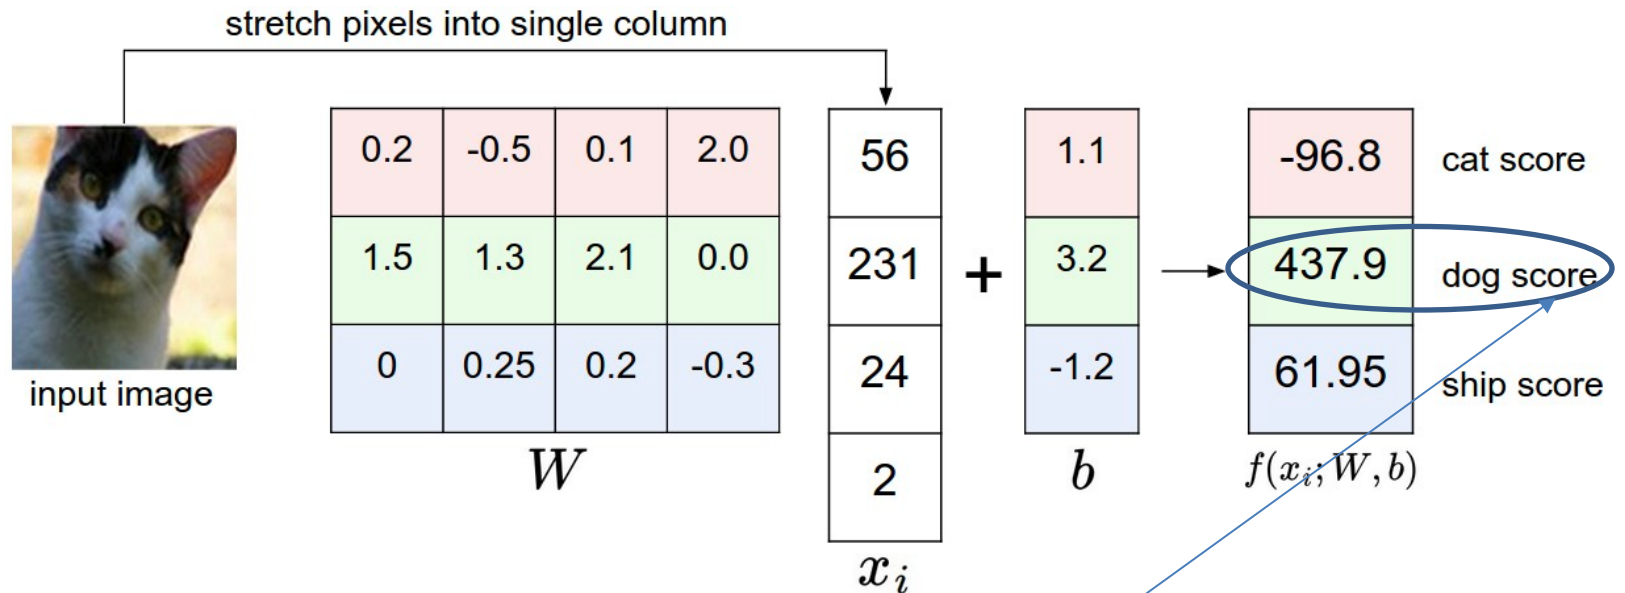 stretch pixels into single column
0.2 -0.5 0.1 2.0
1.5 1.3 2.1 0.0
0 0.25 0.2 -0.3
W
56
231
24
2
x_i
+
1.1
3.2
-1.2
b
-96.8 cat score
437.9 dog score
61.95 ship score
f(x_i; W, b)
input image